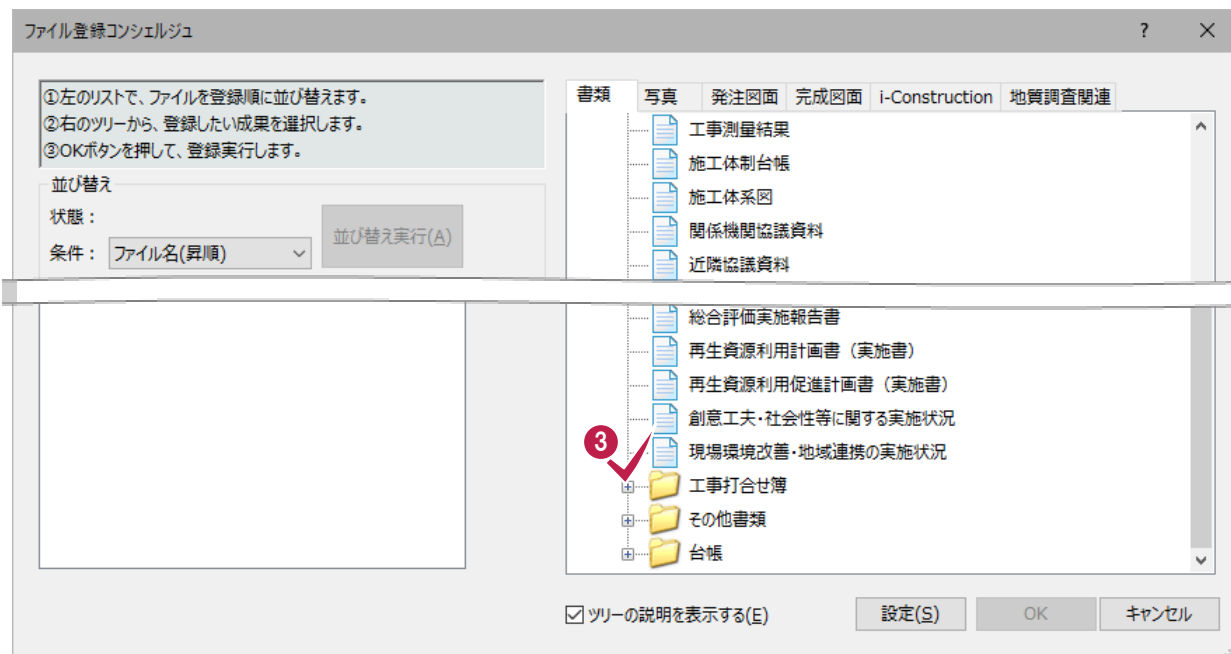 ファイル登録コンシェルジュ
?
①左のリストで、ファイルを登録順に並び替えます。
②右のツリーから、登録したい成果を選択します。
③OKボタンを押して、登録実行します。
並び替え
状態：
条件： ファイル名(昇順)
並び替え実行(A)
書類 写真 発注図面 完成図面 i-Construction 地質調査関連
工事測量結果
施工体制台帳
施工体系図
関係機関協議資料
近隣協議資料
総合評価実施報告書
再生資源利用計画書（実施書）
再生資源利用促進計画書（実施書）
創意工夫・社会性等に関する実施状況
現場環境改善・地域連携の実施状況
3
工事打合せ簿
その他書類
台帳
ツリーの説明を表示する(E)
設定(S) OK キャンセル